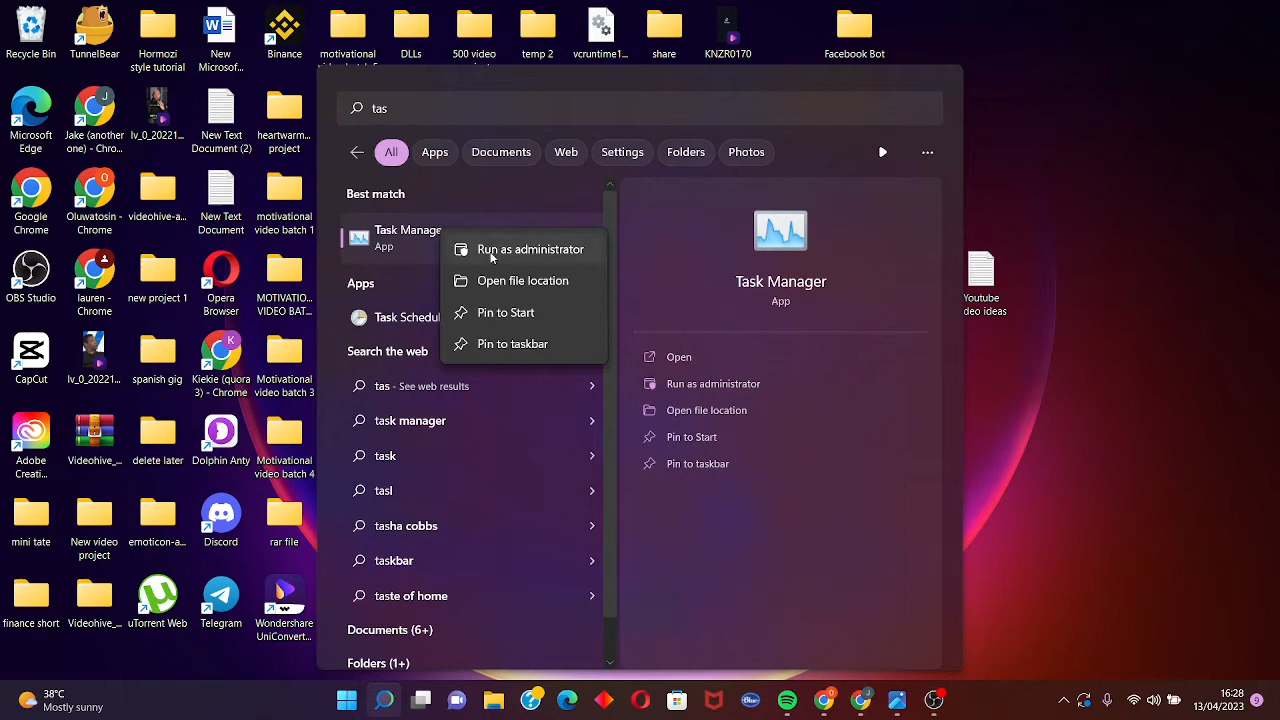 Recycle Bin
TunnelBear
Hormozi
style tutorial
New
Microsof...
Binance
motivational
DLLs
500 video
temp 2
vcruntime1...
share
KNZR0170
Facebook Bot
tas
Microsoft
Edge
Jake (another
one) - Chro...
lv_0_20221...
New Text
Document (2)
heartwarm...
project
All
Apps
Documents
Web
Settings
Folders
Photos
Best match
Google
Chrome
Oluwatosin -
Chrome
videohive-a...
New Text
Document
motivational
video batch 1
Task Manager
App
Run as administrator
Open file location
Pin to Start
Pin to taskbar
Task Manager
App
OBS Studio
lauren -
Chrome
new project 1
Opera
Browser
MOTIVATIO...
VIDEO BAT...
Youtube
Task Schedul
Search the web
Open
Run as administrator
Open file location
Pin to Start
Pin to taskbar
CapCut
lv_0_20221...
spanish gig
Kiekie (quora
3) - Chrome
Motivational
video batch 3
tas - See web results
task manager
task
tasl
tasha cobbs
taskbar
taste of home
Adobe
Creati...
Videohive_...
delete later
Dolphin Anty
Motivational
video batch 4
mini tate
New video
project
emoticon-a...
Discord
rar file
finance short
Videohive_...
uTorrent Web
Telegram
Wondershare
UniConvert...
Documents (6+)
Folders (1+)
38°C
Mostly sunny
16:28
13/04/2023
9